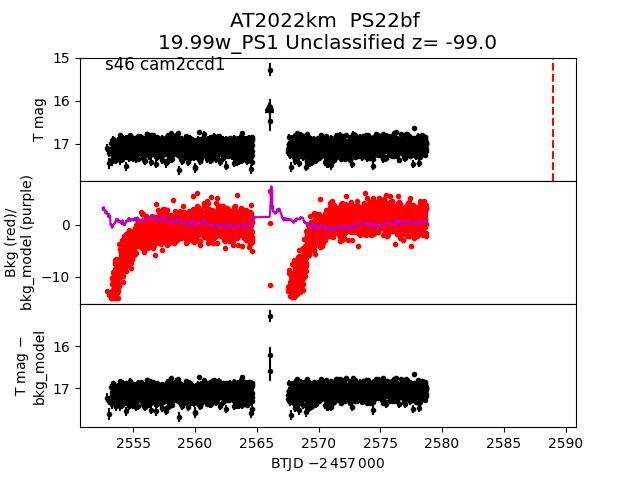 AT2022km PS22bf
19.99w_PS1 Unclassified z= -99.0
s46 cam2ccd1
15
16
17
T mag
0
−10
Bkg (red)/
bkg_model (purple)
16
17
T mag −
bkg_model
2555
2560
2565
2570
2575
2580
2585
2590
BTJD −2 457 000